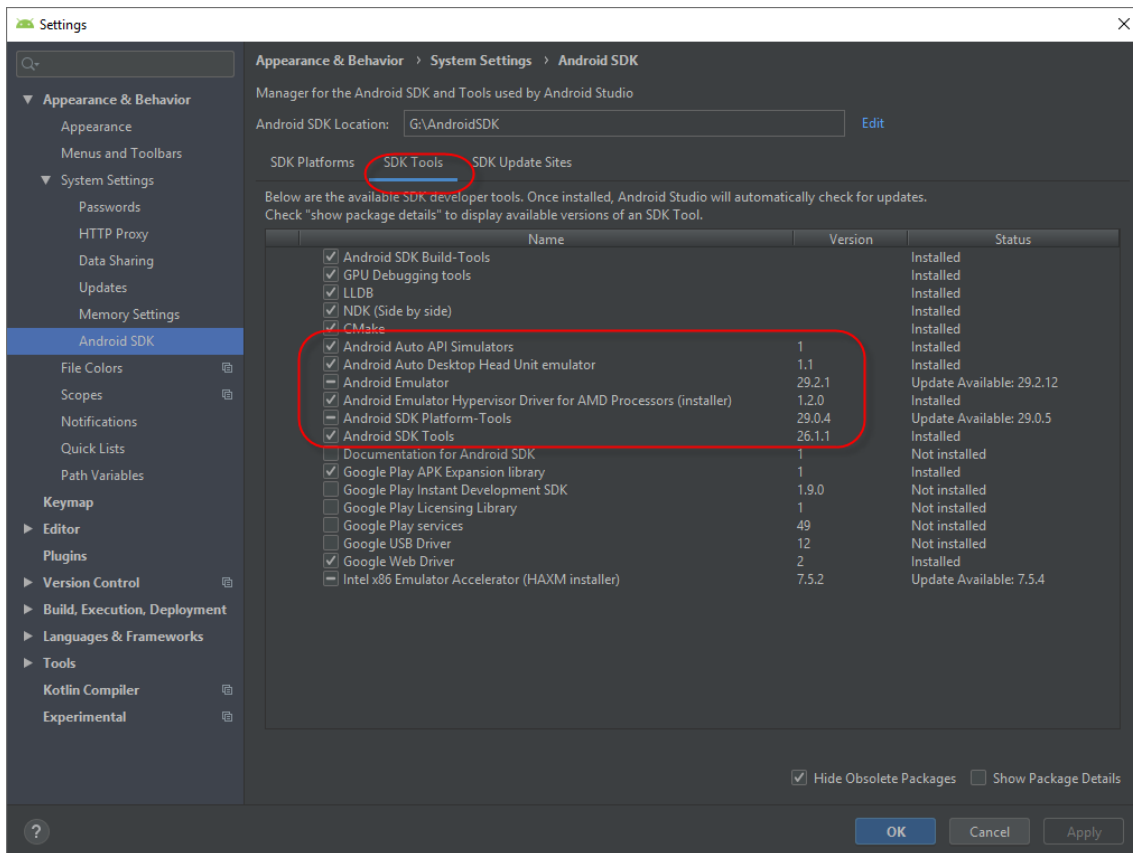 Settings
Appearance & Behavior
Appearance
Menus and Toolbars
System Settings
Passwords
HTTP Proxy
Data Sharing
Updates
Memory Settings
Android SDK
File Colors
Scopes
Notifications
Quick Lists
Path Variables
Keymap
Editor
Plugins
Version Control
Build, Execution, Deployment
Languages & Frameworks
Tools
Kotlin Compiler
Experimental
Appearance & Behavior › System Settings › Android SDK
Manager for the Android SDK and Tools used by Android Studio
Android SDK Location: G:\AndroidSDK Edit
SDK Platforms SDK Tools SDK Update Sites
Below are the available SDK developer tools. Once installed, Android Studio will automatically check for updates.
Check "show package details" to display available versions of an SDK Tool.
Name Version Status
Android SDK Build-Tools Installed
GPU Debugging tools Installed
LLDB Installed
NDK (Side by side) Installed
CMake Installed
Android Auto API Simulators 1 Installed
Android Auto Desktop Head Unit emulator 1.1 Installed
Android Emulator 29.2.1 Update Available: 29.2.12
Android Emulator Hypervisor Driver for AMD Processors (installer) 1.2.0 Installed
Android SDK Platform-Tools 29.0.4 Update Available: 29.0.5
Android SDK Tools 26.1.1 Installed
Documentation for Android SDK 1 Not installed
Google Play APK Expansion library 1 Installed
Google Play Instant Development SDK 1.9.0 Not installed
Google Play Licensing Library 1 Not installed
Google Play services 49 Not installed
Google USB Driver 12 Not installed
Google Web Driver 2 Installed
Intel x86 Emulator Accelerator (HAXM installer) 7.5.2 Update Available: 7.5.4
Hide Obsolete Packages Show Package Details
? OK Cancel Apply